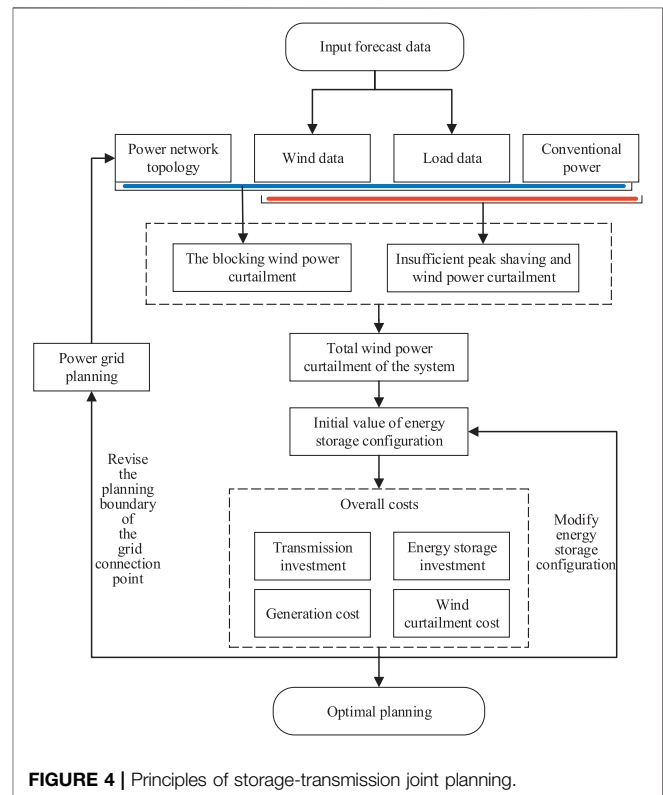 Input forecast data
Power network
topology
Wind data
Load data
Conventional
power
The blocking wind power
curtailment
Insufficient peak shaving and
wind power curtailment
Total wind power
curtailment of the system
Power grid
planning
Initial value of energy
storage configuration
Revise
the
planning
boundary
of
the
grid
connection
point
Overall costs
Transmission
investment
Energy storage
investment
Generation cost
Wind
curtailment cost
Modify
energy
storage
configuration
Optimal planning
FIGURE 4 | Principles of storage-transmission joint planning.